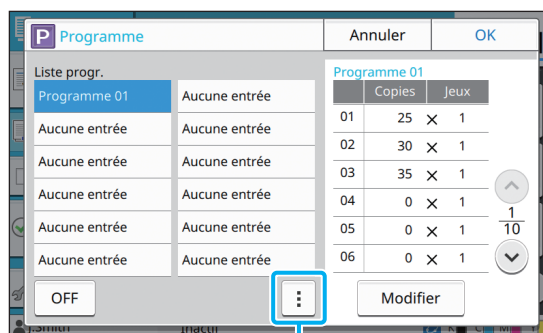 P Programme
Annuler
OK
Liste progr.
Programme 01
Aucune entrée
Aucune entrée
Aucune entrée
Aucune entrée
Aucune entrée
Aucune entrée
Aucune entrée
Aucune entrée
Aucune entrée
Aucune entrée
Aucune entrée
Programme 01
Copies Jeux
01 25 × 1
02 30 × 1
03 35 × 1
04 0 × 1
05 0 × 1
06 0 × 1
1
10
OFF
Modifier
J.Smith Inactif